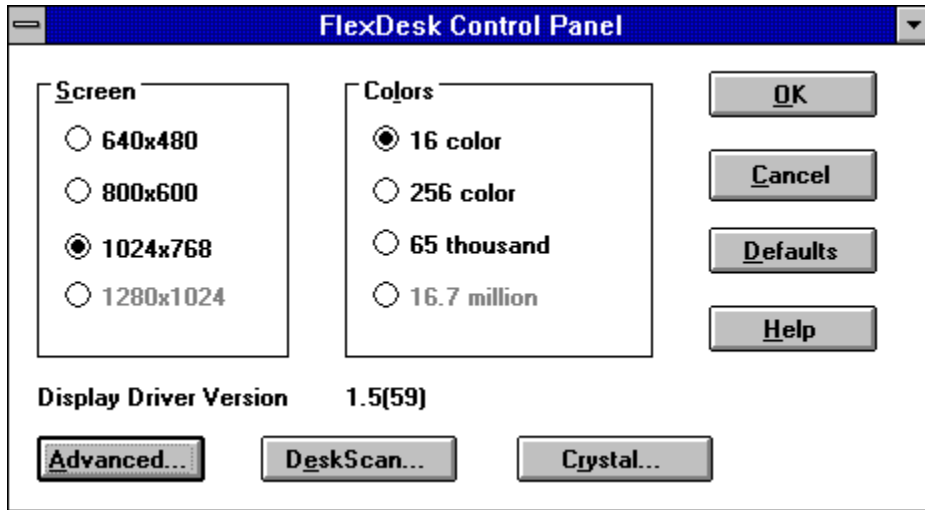 FlexDesk Control Panel
Screen
640x480
800x600
1024x768
1280x1024
Colors
16 color
256 color
65 thousand
16.7 million
OK
Cancel
Defaults
Help
Display Driver Version 1.5(59)
Advanced... DeskScan... Crystal...